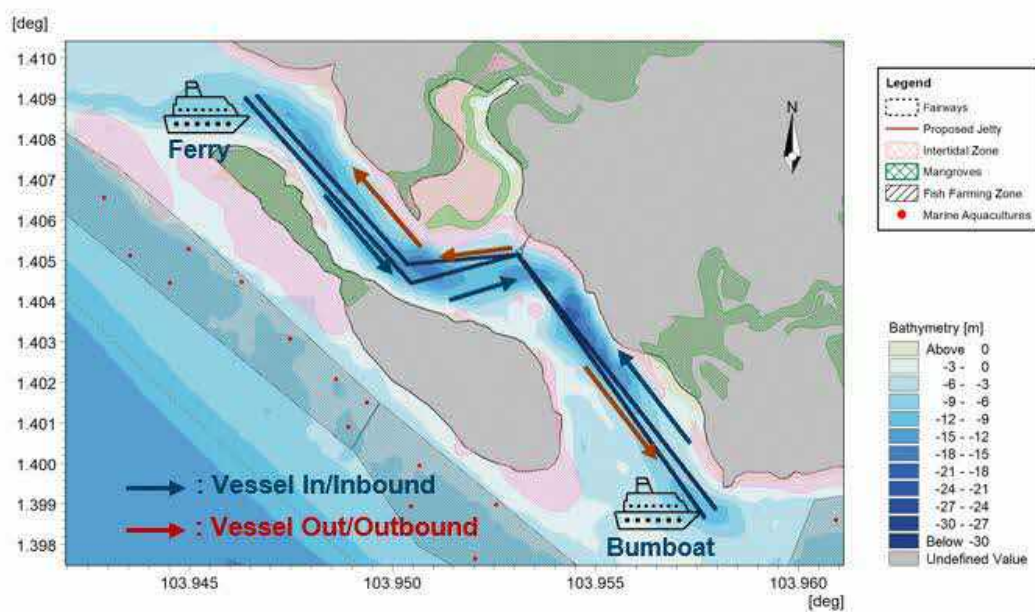 [deg]
1.410
1.409
1.408
1.407
1.406
1.405
1.404
1.403
1.402
1.401
1.400
1.399
1.398
Ferry
N
: Vessel In/Inbound
: Vessel Out/Outbound
Bumboat
103.945 103.950 103.955 103.960
[deg]
Legend
Fairways
Proposed Jetty
Intertidal Zone
Mangroves
Fish Farming Zone
Marine Aquacultures
Bathymetry [m]
Above 0
-3 - 0
-6 - -3
-9 - -6
-12 - -9
-15 - -12
-18 - -15
-21 - -18
-24 - -21
-27 - -24
-30 - -27
Below -30
Undefined Value